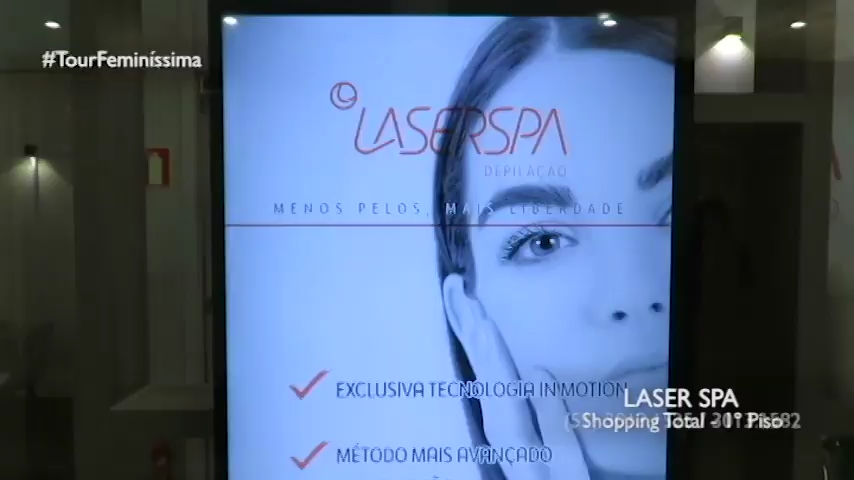 #TourFeminíssima
LASERSPA
DEPILAÇÃO
MENOS PELOS, MAIS LIBERDADE
EXCLUSIVA TECNOLOGIA IN MOTION
LASER SPA
Shopping Total - 1º Piso
MÉTODO MAIS AVANÇADO